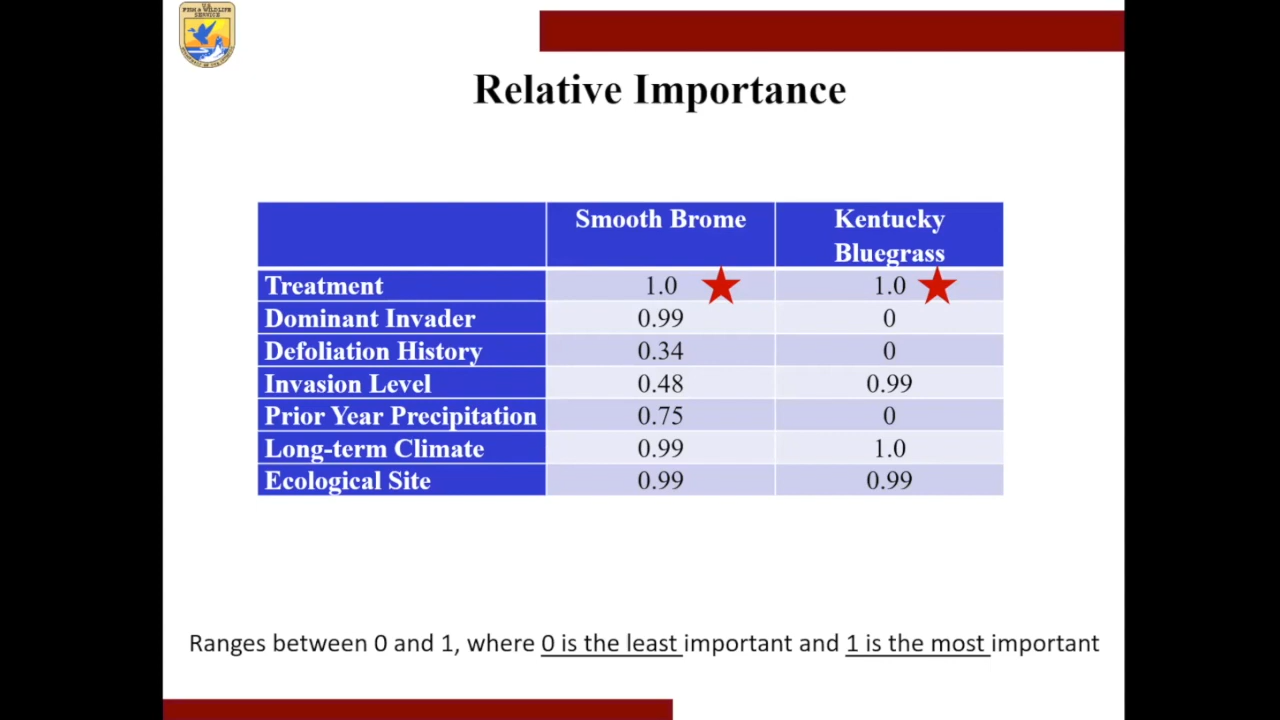 U.S.
FISH & WILDLIFE
SERVICE
Relative Importance
Smooth Brome
Kentucky
Bluegrass
Treatment 1.0 1.0
Dominant Invader 0.99 0
Defoliation History 0.34 0
Invasion Level 0.48 0.99
Prior Year Precipitation 0.75 0
Long-term Climate 0.99 1.0
Ecological Site 0.99 0.99
Ranges between 0 and 1, where 0 is the least important and 1 is the most important